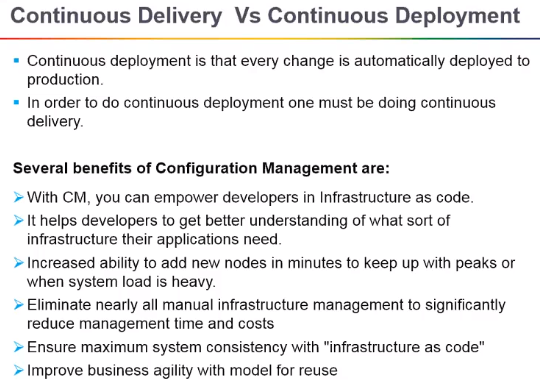 Continuous Delivery  Vs Continuous Deployment
▪ Continuous deployment is that every change is automatically deployed to
production.
▪ In order to do continuous deployment one must be doing continuous
delivery.
Several benefits of Configuration Management are:
➢ With CM, you can empower developers in Infrastructure as code.
➢ It helps developers to get better understanding of what sort of
infrastructure their applications need.
➢ Increased ability to add new nodes in minutes to keep up with peaks or
when system load is heavy.
➢ Eliminate nearly all manual infrastructure management to significantly
reduce management time and costs
➢ Ensure maximum system consistency with "infrastructure as code"
➢ Improve business agility with model for reuse